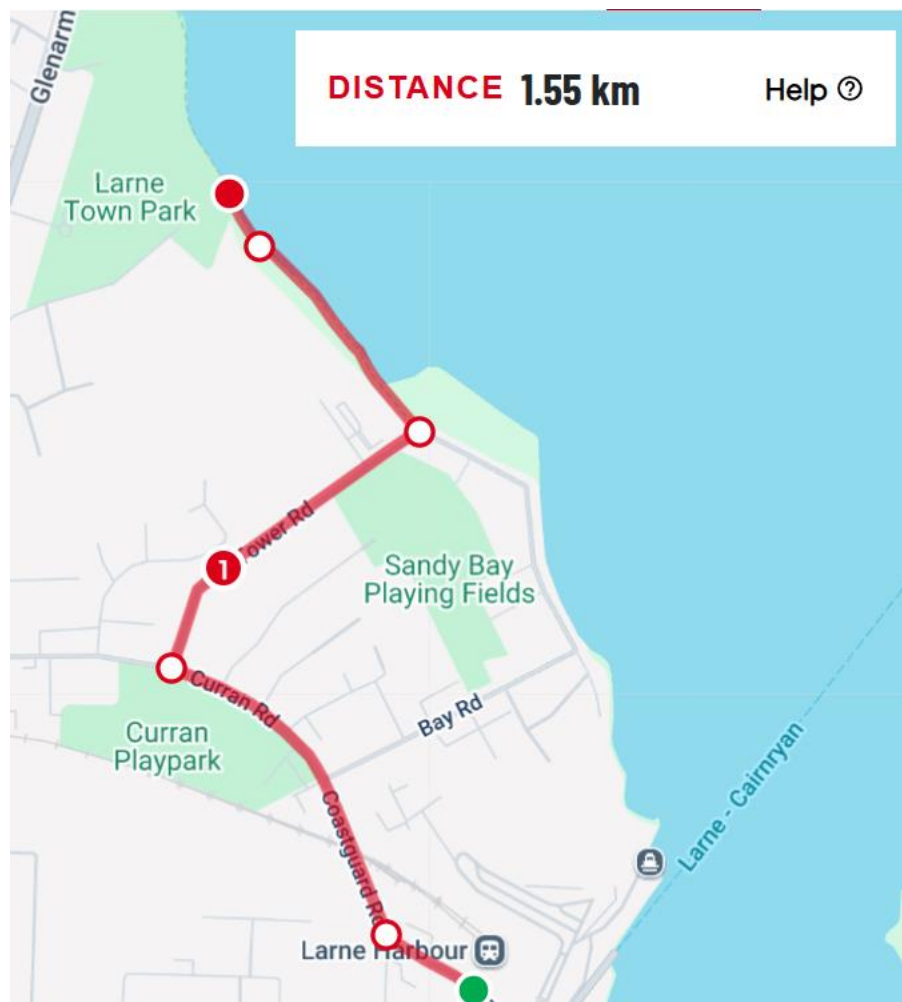 Glenarm
DISTANCE 1.55 km
Help ?
Larne
Town Park
1
Tower Rd
Sandy Bay
Playing Fields
Curran Rd
Bay Rd
Curran
Playpark
Coastguard Rd
Larne - Cairnryan
Larne Harbour